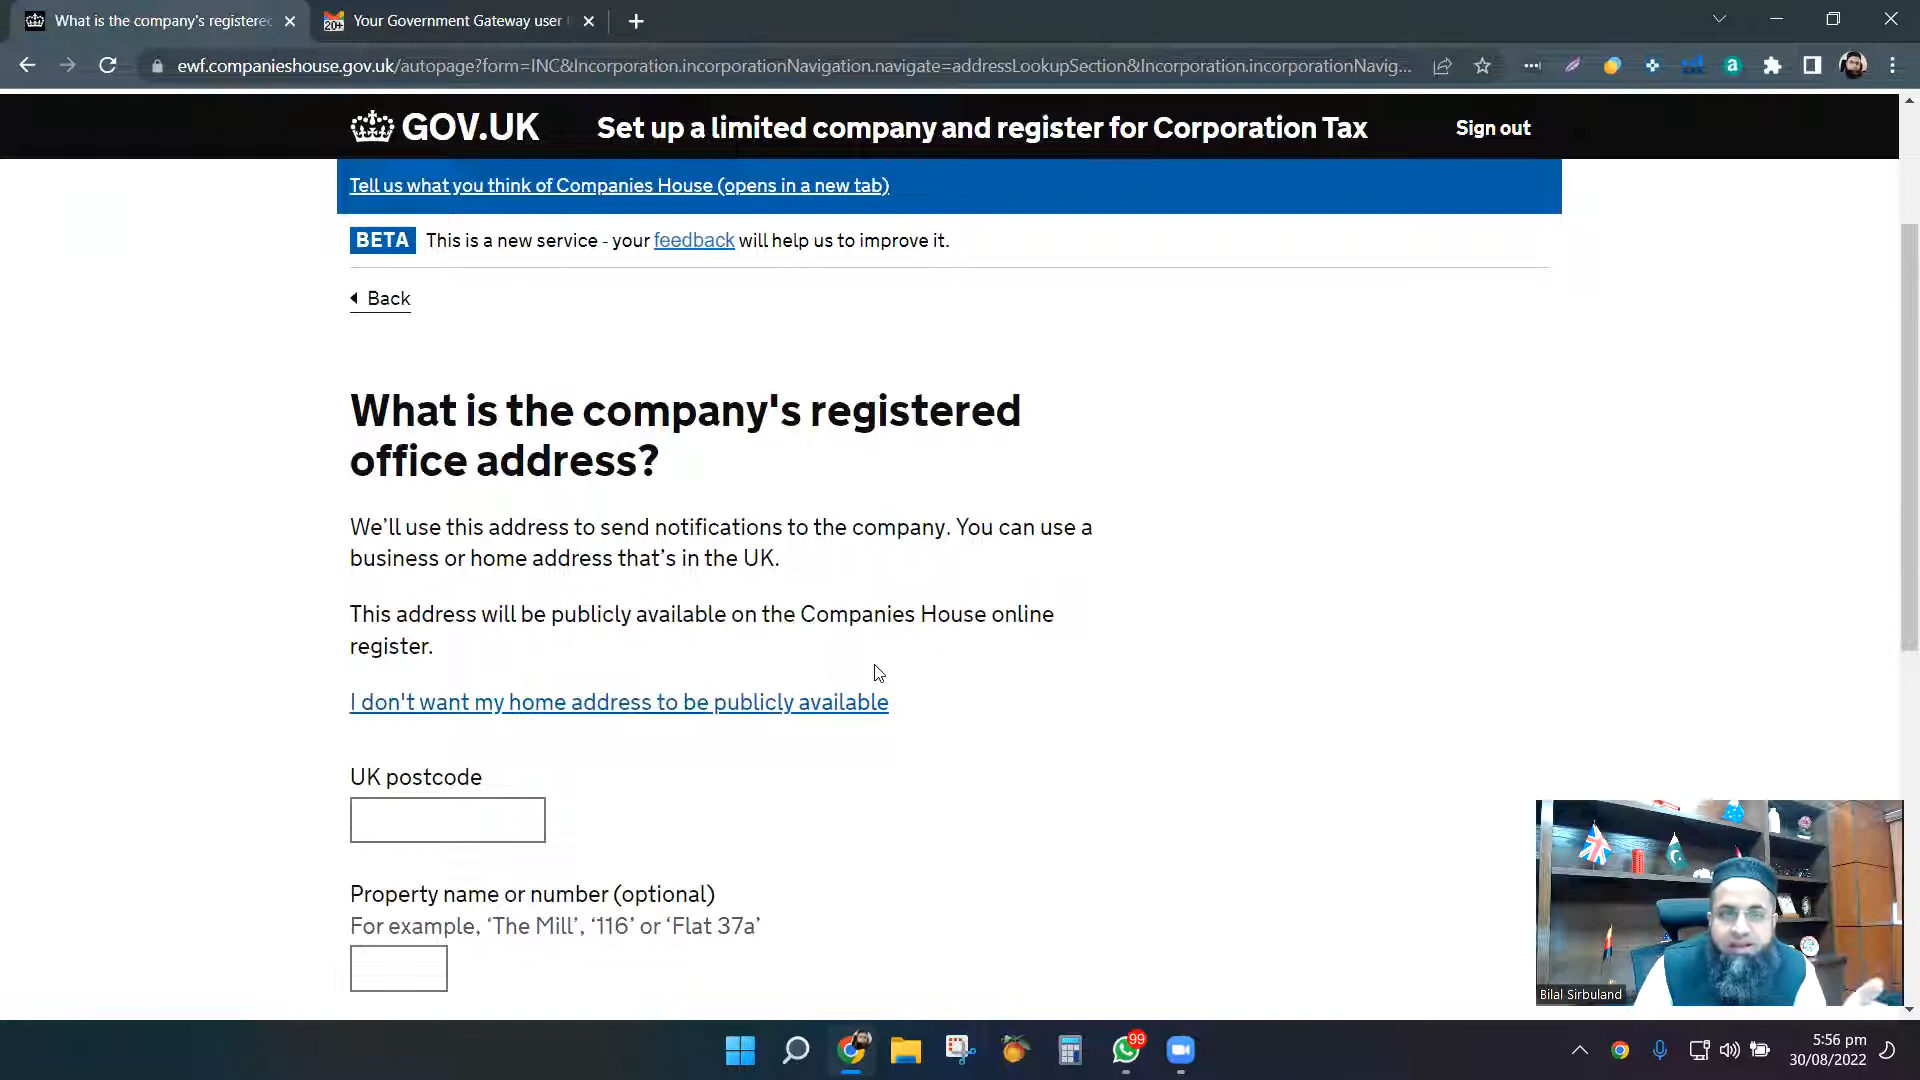 What is the company's registere
20+
Your Government Gateway user
ewf.companieshouse.gov.uk/autopage?form=INC&Incorporation.incorporationNavigation.navigate=addressLookupSection&Incorporation.incorporationNavig...
a
GOV.UK
Set up a limited company and register for Corporation Tax
Sign out
Tell us what you think of Companies House (opens in a new tab)
BETA This is a new service - your feedback will help us to improve it.
Back
What is the company's registered
office address?
We’ll use this address to send notifications to the company. You can use a
business or home address that’s in the UK.
This address will be publicly available on the Companies House online
register.
I don't want my home address to be publicly available
UK postcode
Property name or number (optional)
For example, ‘The Mill’, ‘116’ or ‘Flat 37a’
Bilal Sirbuland
99
5:56 pm
30/08/2022